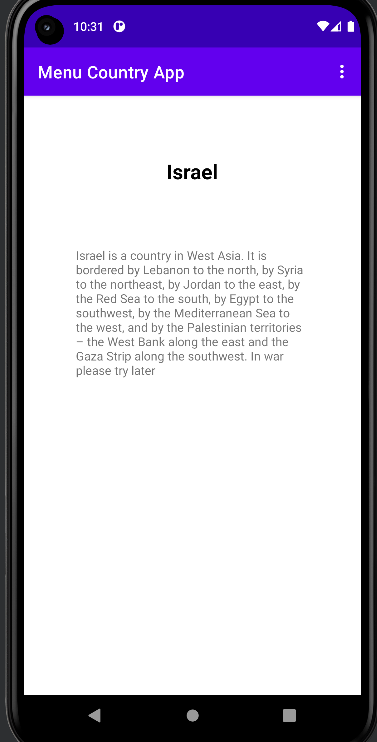 10:31
Menu Country App
Israel
Israel is a country in West Asia. It is
bordered by Lebanon to the north, by Syria
to the northeast, by Jordan to the east, by
the Red Sea to the south, by Egypt to the
southwest, by the Mediterranean Sea to
the west, and by the Palestinian territories
– the West Bank along the east and the
Gaza Strip along the southwest. In war
please try later